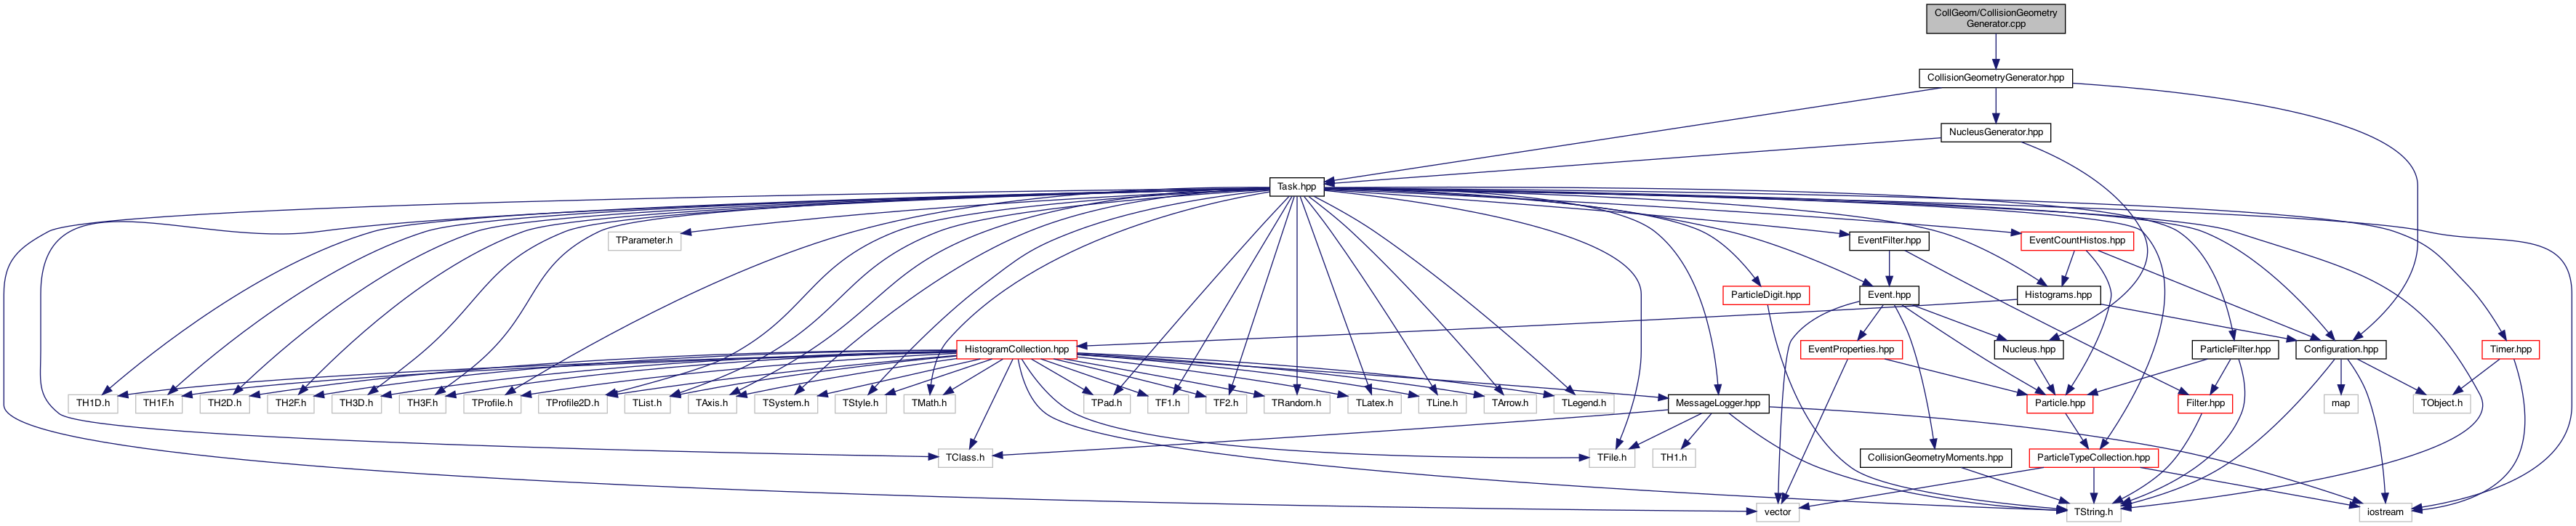 CollGeom/CollisionGeometry
Generator.cpp
CollisionGeometryGenerator.hpp
NucleusGenerator.hpp
Task.hpp
TParameter.h
EventFilter.hpp
EventCountHistos.hpp
ParticleDigit.hpp
Event.hpp
Histograms.hpp
HistogramCollection.hpp
EventProperties.hpp
Nucleus.hpp
ParticleFilter.hpp
Configuration.hpp
Timer.hpp
TH1D.h
TH1F.h
TH2D.h
TH2F.h
TH3D.h
TH3F.h
TProfile.h
TProfile2D.h
TList.h
TAxis.h
TSystem.h
TStyle.h
TMath.h
TPad.h
TF1.h
TF2.h
TRandom.h
TLatex.h
TLine.h
TArrow.h
TLegend.h
MessageLogger.hpp
Particle.hpp
Filter.hpp
map
TObject.h
TClass.h
TFile.h
TH1.h
CollisionGeometryMoments.hpp
ParticleTypeCollection.hpp
vector
TString.h
iostream